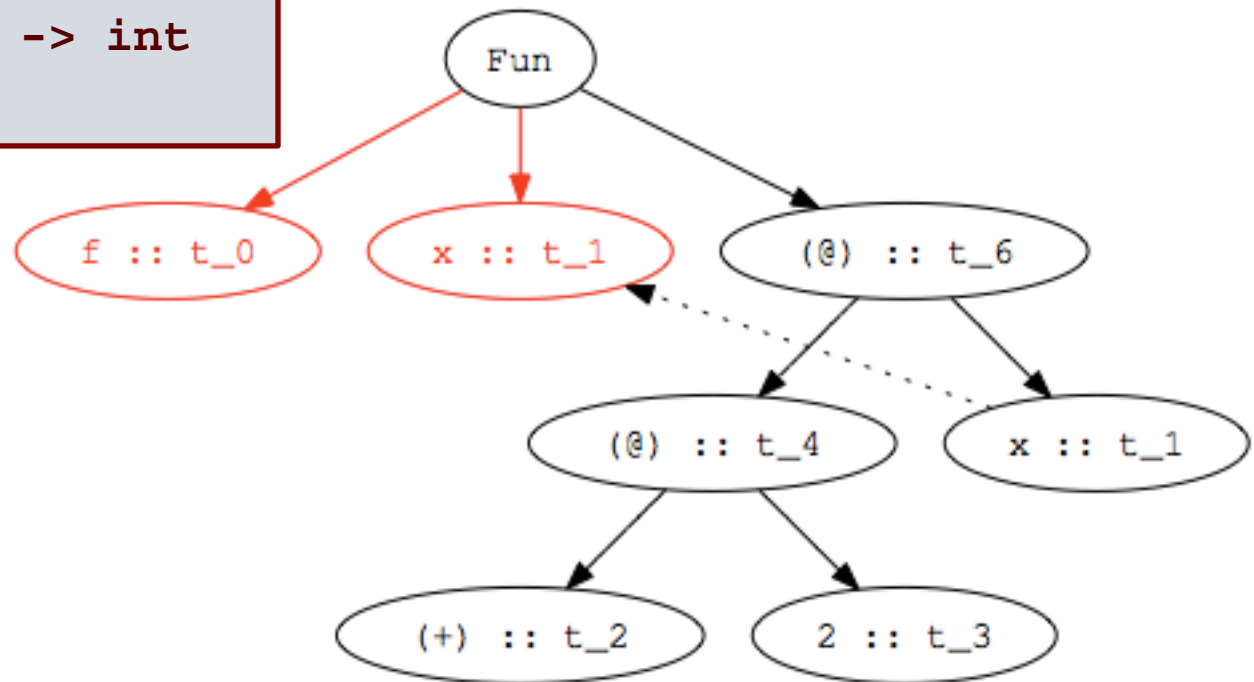 -> int
Fun
f :: t_0 x :: t_1 (@) :: t_6
(@) :: t_4 x :: t_1
(+) :: t_2 2 :: t_3